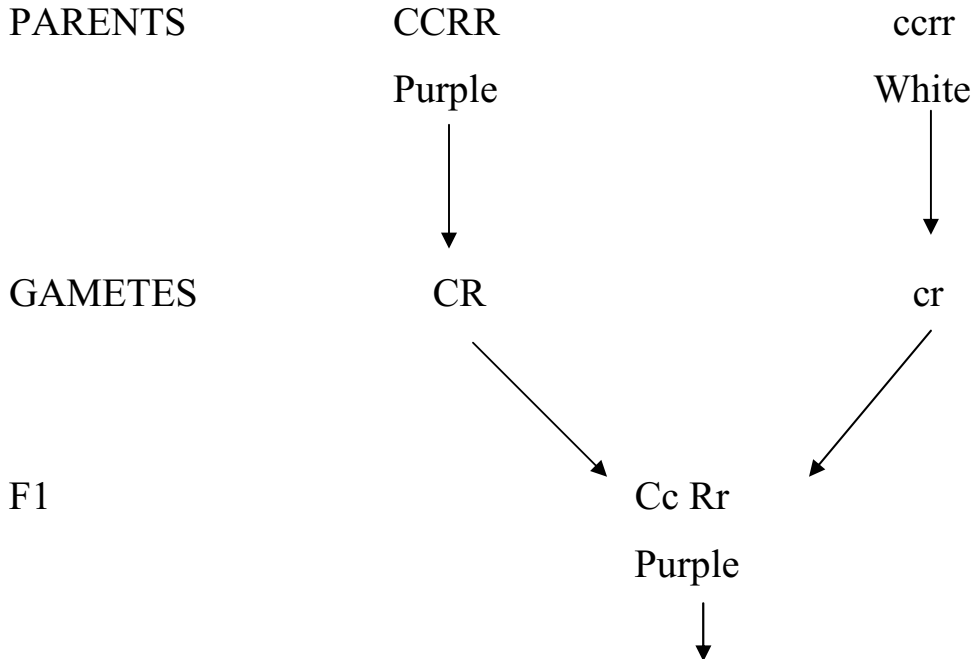 PARENTS CCRR ccrr
Purple White
GAMETES CR cr
F1 Cc Rr
Purple